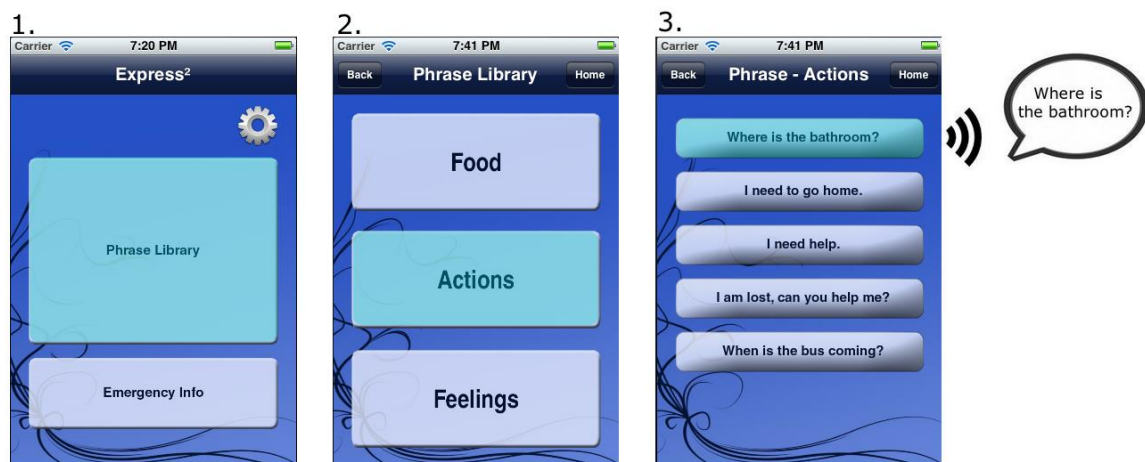 1.
Carrier 7:20 PM
Express²
Phrase Library
Emergency Info
2.
Carrier 7:41 PM
Back Phrase Library Home
Food
Actions
Feelings
3.
Carrier 7:41 PM
Back Phrase - Actions Home
Where is the bathroom?
I need to go home.
I need help.
I am lost, can you help me?
When is the bus coming?
Where is
the bathroom?